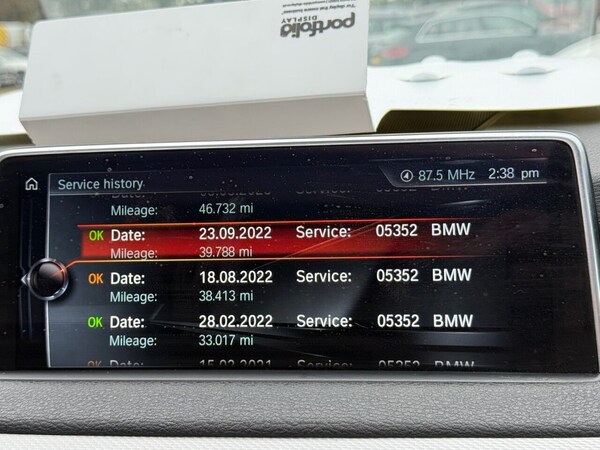 portfolio
DISPLAY
Service history
87.5 MHz 2:38 pm
Mileage: 46.732 mi
OK Date: 23.09.2022 Service: 05352 BMW
Mileage: 39.788 mi
OK Date: 18.08.2022 Service: 05352 BMW
Mileage: 38.413 mi
OK Date: 28.02.2022 Service: 05352 BMW
Mileage: 33.017 mi